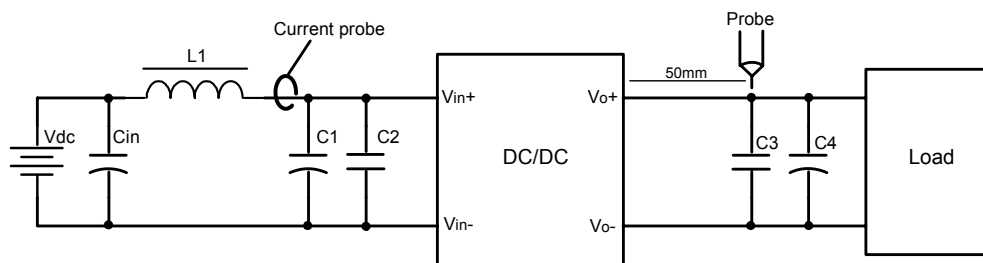 Current probe
Probe
L1
50mm
Vin+
Vo+
Vdc
Cin
C1
C2
DC/DC
C3
C4
Load
Vin-
Vo-